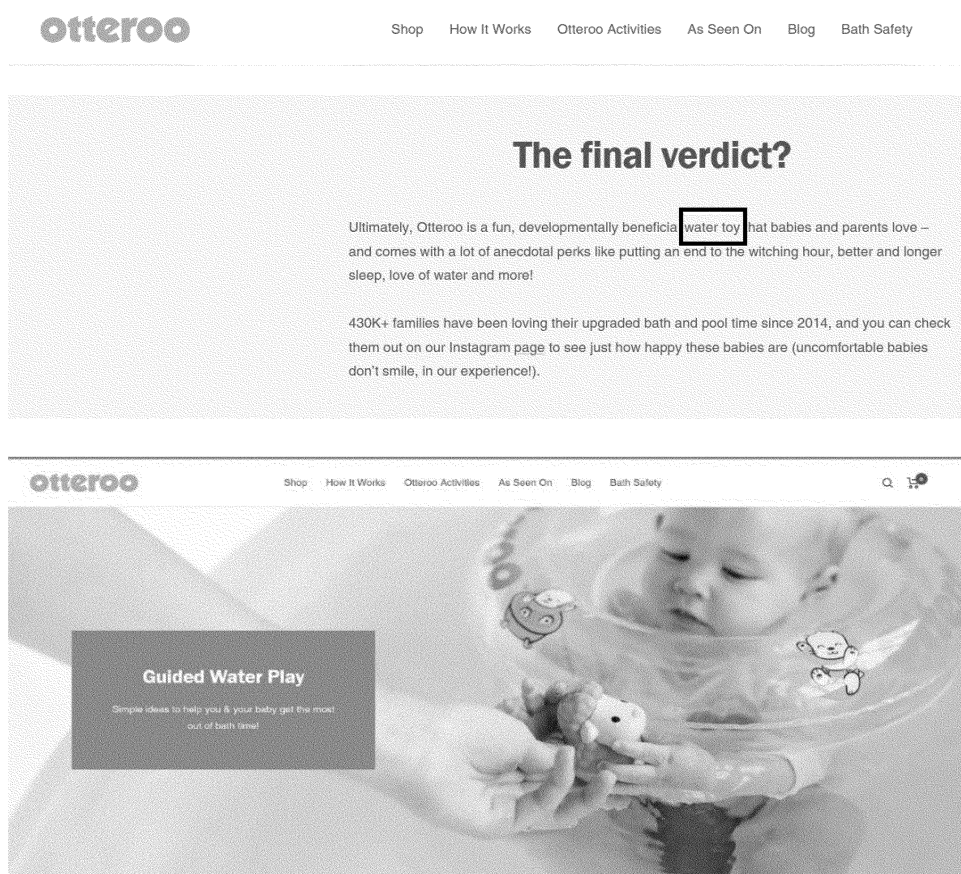 otteroo
Shop How It Works Otteroo Activities As Seen On Blog Bath Safety
The final verdict?
Ultimately, Otteroo is a fun, developmentally beneficia water toy hat babies and parents love –
and comes with a lot of anecdotal perks like putting an end to the witching hour, better and longer
sleep, love of water and more!
430K+ families have been loving their upgraded bath and pool time since 2014, and you can check
them out on our Instagram page to see just how happy these babies are (uncomfortable babies
don't smile, in our experience!).
otteroo
Shop How It Works Otteroo Activities As Seen On Blog Bath Safety
Guided Water Play
Simple ideas to help you & your baby get the most
out of bath time!